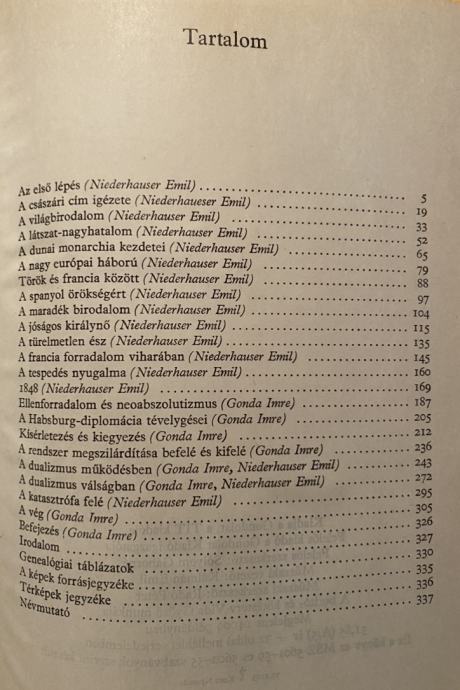 Tartalom
Az első lépés (Niederhauser Emil) 5
A császári cím igézete (Niederhaueser Emil) 19
A világbirodalom (Niederhauser Emil) 33
A látszat-nagyhatalom (Niederhauser Emil) 52
A dunai monarchia kezdetei (Niederhauser Emil) 65
A nagy európai háború (Niederhauser Emil) 79
Török és francia között (Niederhauser Emil) 88
A spanyol örökségért (Niederhauser Emil) 97
A maradék birodalom (Niederhauser Emil) 104
A jóságos királynő (Niederhauser Emil) 115
A türelmetlen ész (Niederhauser Emil) 135
A francia forradalom viharában (Niederhauser Emil) 145
A tespedés nyugalma (Niederhauser Emil) 160
1848 (Niederhauser Emil) 169
Ellenforradalom és neoabszolutizmus (Gonda Imre) 187
A Habsburg-diplomácia tévelygései (Gonda Imre) 205
Kísérletezés és kiegyezés (Gonda Imre) 212
A rendszer megszilárdítása befelé és kifelé (Gonda Imre) 236
A dualizmus működésben (Gonda Imre, Niederhauser Emil) 243
A dualizmus válságban (Gonda Imre, Niederhauser Emil) 272
A katasztrófa felé (Niederhauser Emil) 295
A vég (Gonda Imre) 305
Befejezés (Gonda Imre) 326
Irodalom 327
Genealógiai táblázatok 330
A képek forrásjegyzéke 335
Térképek jegyzéke 336
Névmutató 337